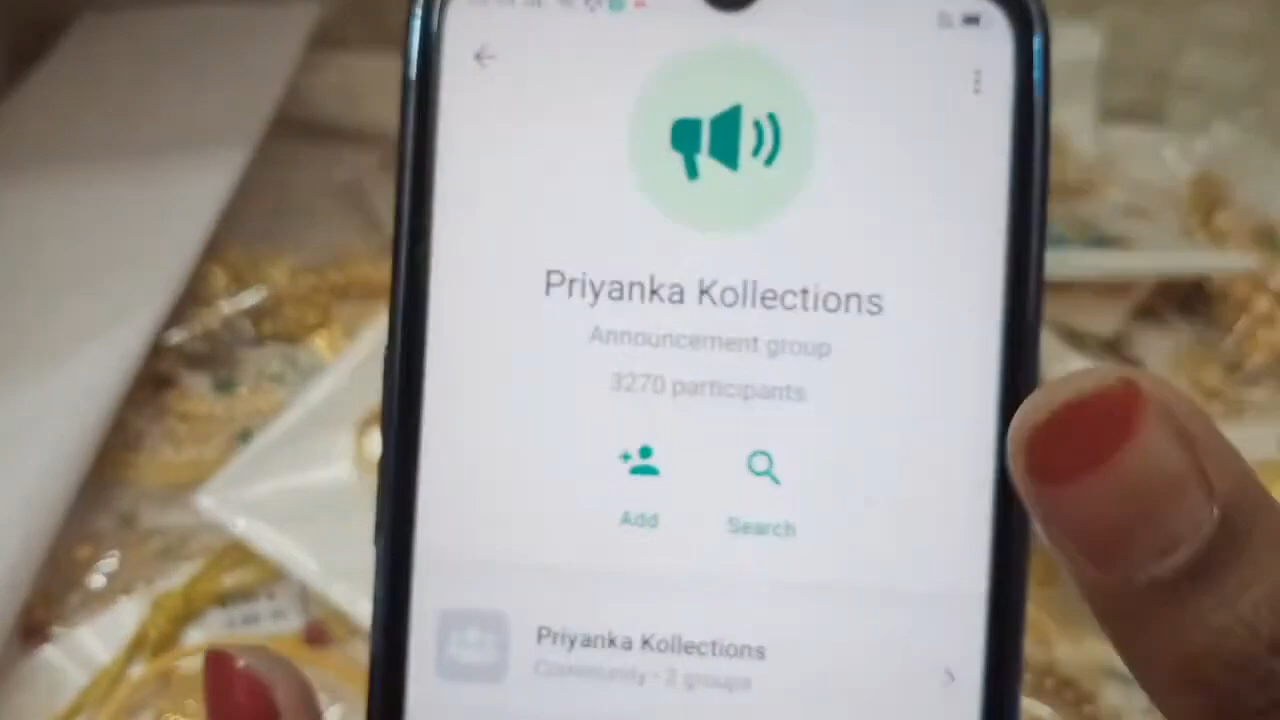 Priyanka Kollections
Announcement group
3270 participants
Add
Search
Priyanka Kollections
Community · 2 groups